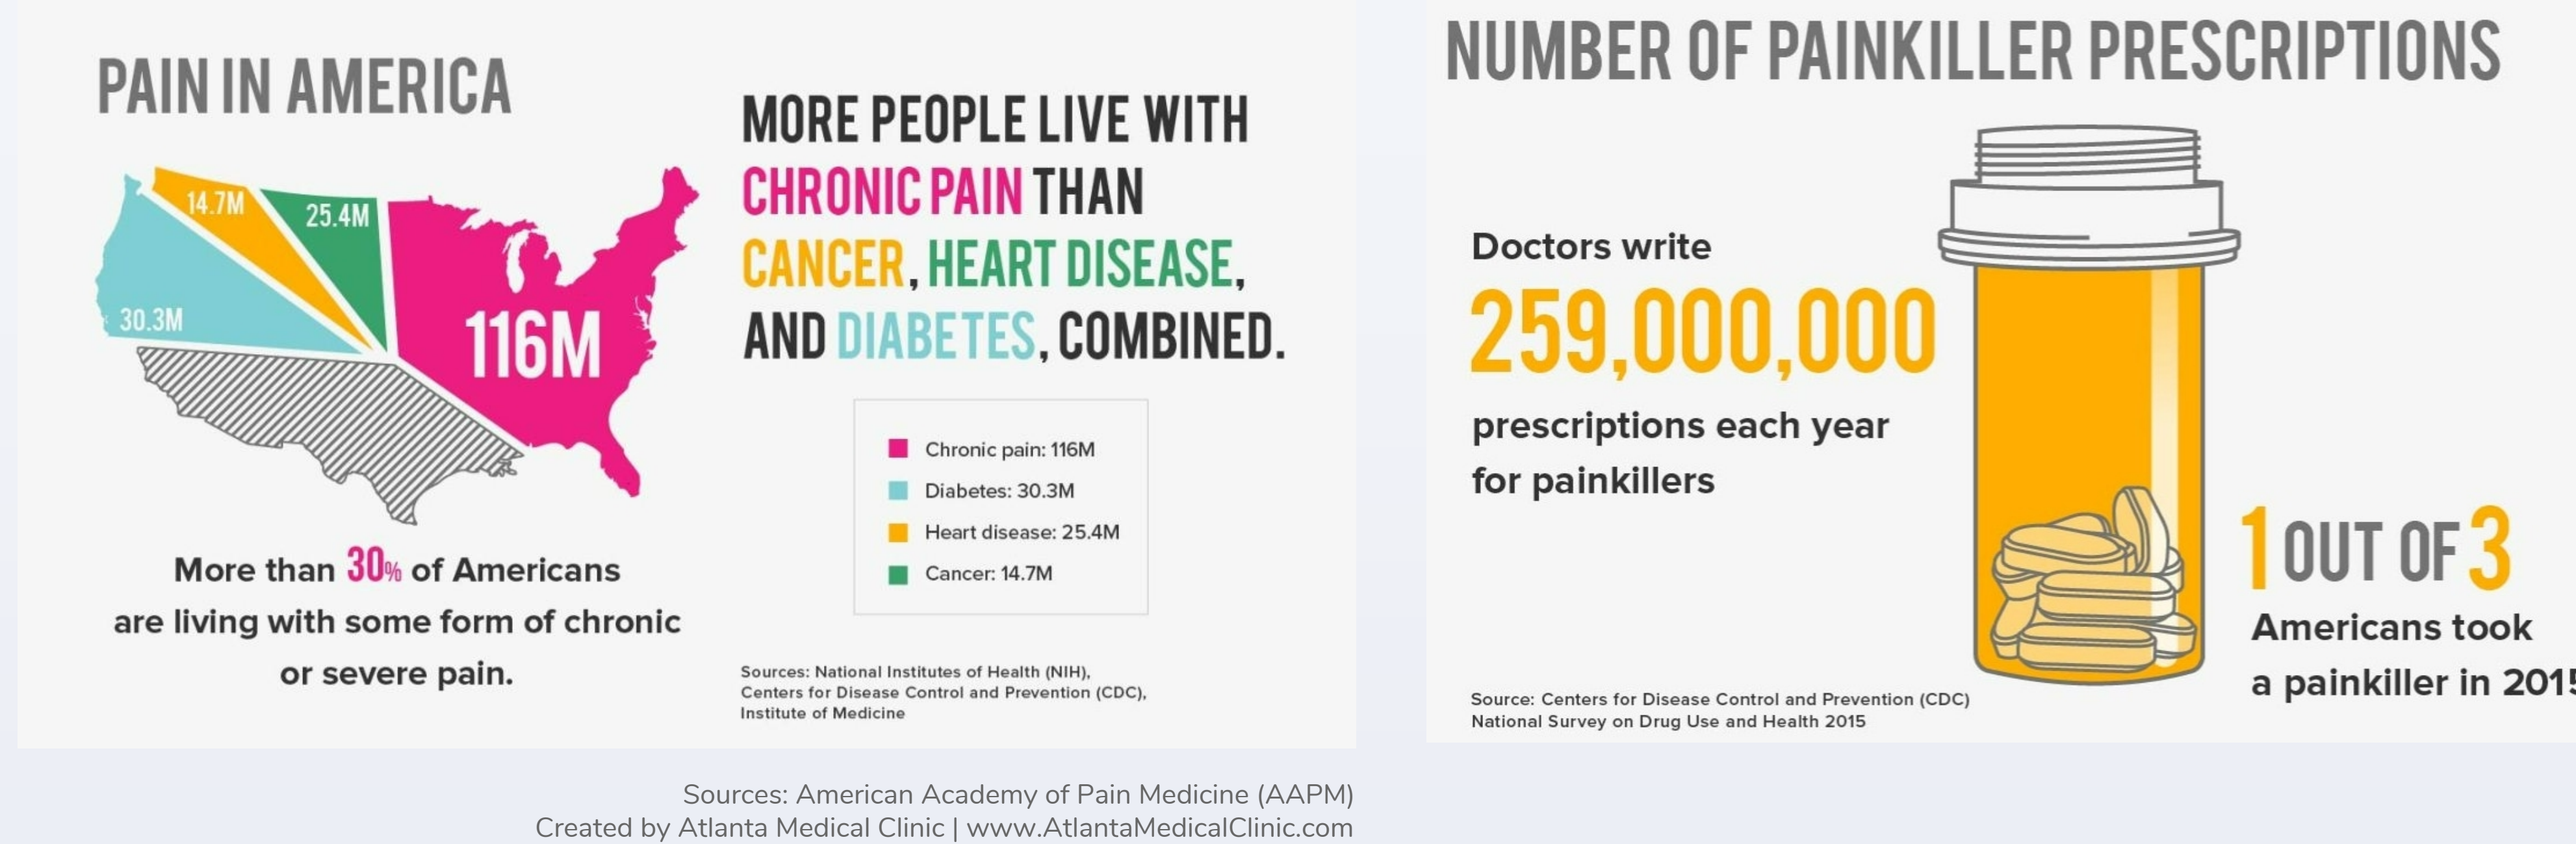 PAIN IN AMERICA
14.7M
25.4M
30.3M
116M
More than 30% of Americans
are living with some form of chronic
or severe pain.
MORE PEOPLE LIVE WITH
CHRONIC PAIN THAN
CANCER, HEART DISEASE,
AND DIABETES, COMBINED.
Chronic pain: 116M
Diabetes: 30.3M
Heart disease: 25.4M
Cancer: 14.7M
Sources: National Institutes of Health (NIH),
Centers for Disease Control and Prevention (CDC),
Institute of Medicine
NUMBER OF PAINKILLER PRESCRIPTIONS
Doctors write
259,000,000
prescriptions each year
for painkillers
1 OUT OF 3
Americans took
a painkiller in 2015
Source: Centers for Disease Control and Prevention (CDC)
National Survey on Drug Use and Health 2015
Sources: American Academy of Pain Medicine (AAPM)
Created by Atlanta Medical Clinic | www.AtlantaMedicalClinic.com